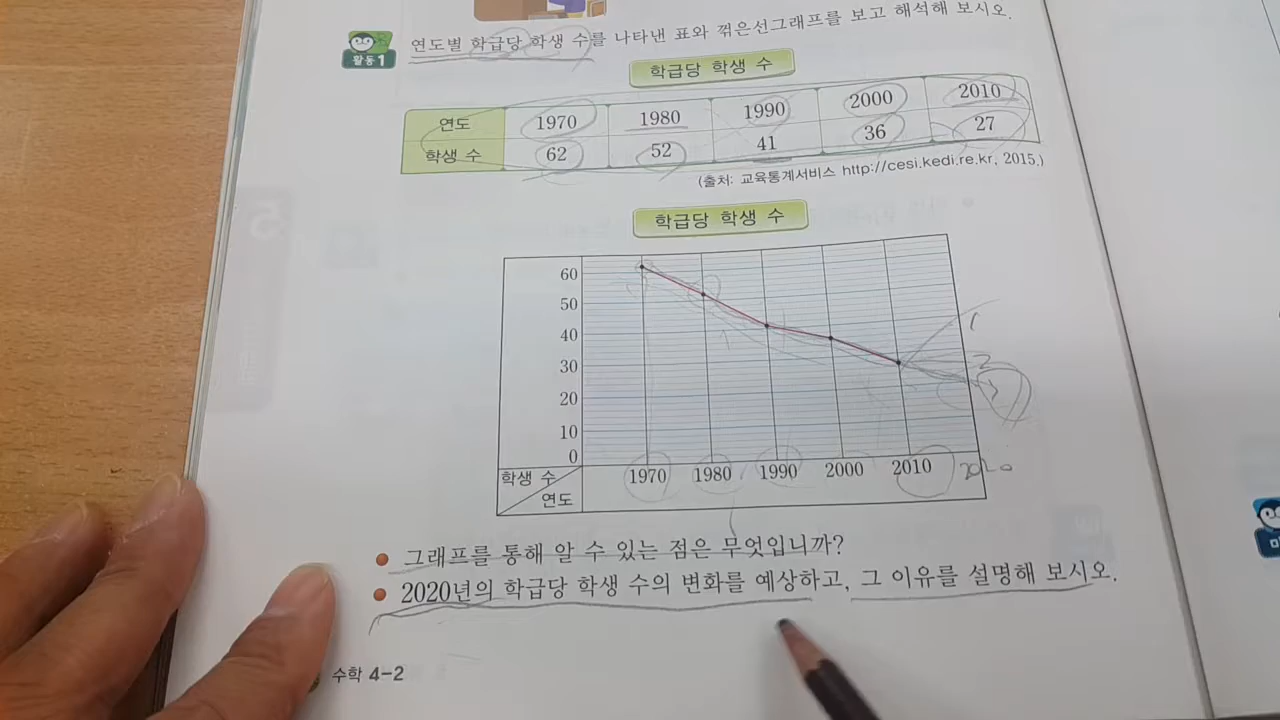 활동1
연도별 학급당 학생 수를 나타낸 표와 꺾은선그래프를 보고 해석해 보시오.
학급당 학생 수
연도 1970 1980 1990 2000 2010
학생 수 62 52 41 36 27
(출처: 교육통계서비스 http://cesi.kedi.re.kr, 2015.)
학급당 학생 수
60
50
40
30
20
10
0
1
2
3
학생 수
연도
1970 1980 1990 2000 2010 2020
그래프를 통해 알 수 있는 점은 무엇입니까?
2020년의 학급당 학생 수의 변화를 예상하고, 그 이유를 설명해 보시오.
수학 4-2